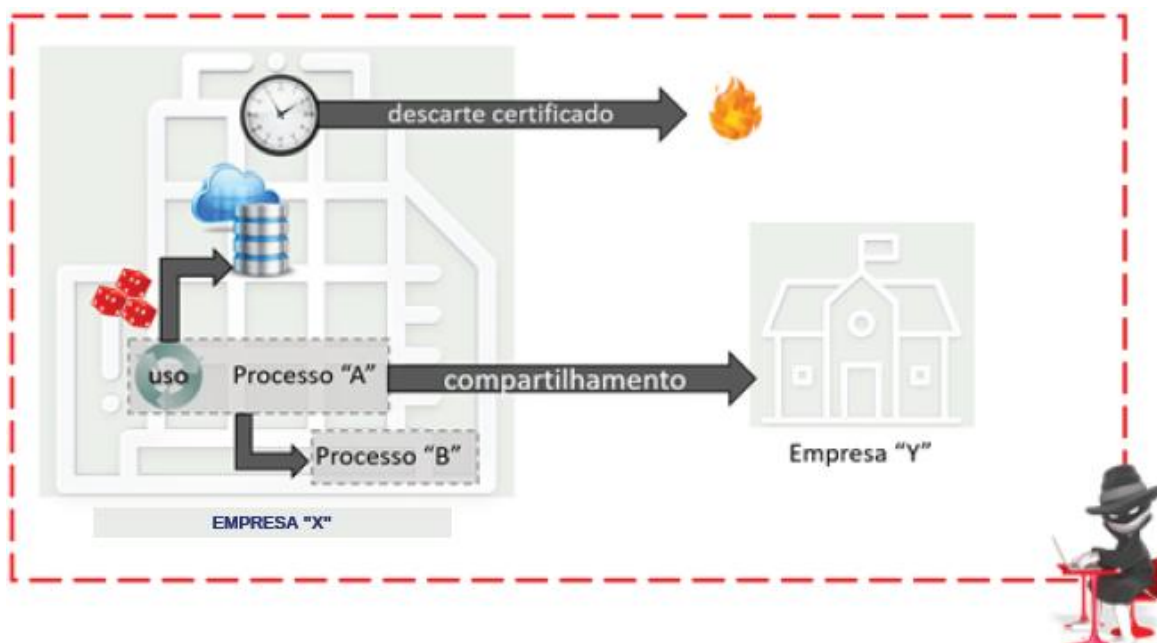 descarte certificado
uso
Processo “A”
compartilhamento
Processo “B”
Empresa “Y”
EMPRESA "X"